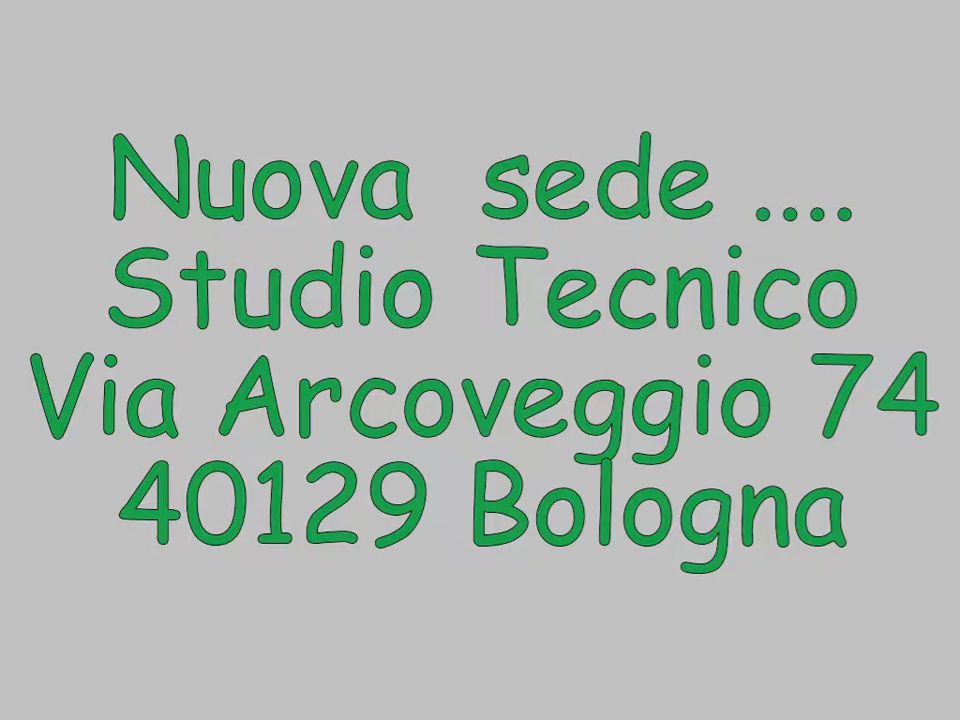 Nuova sede ....
Studio Tecnico
Via Arcoveggio 74
40129 Bologna